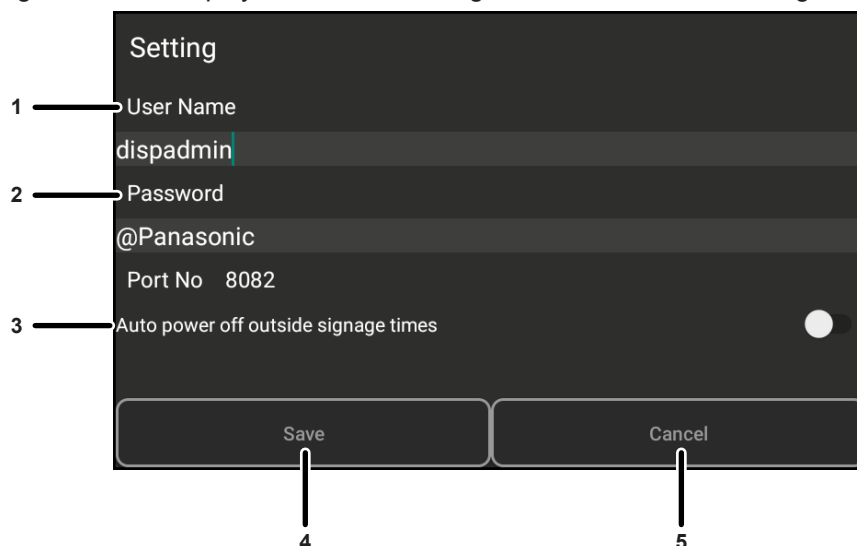 Setting
1 User Name
dispadmin
2 Password
@Panasonic
Port No 8082
3 Auto power off outside signage times
Save Cancel
4 5